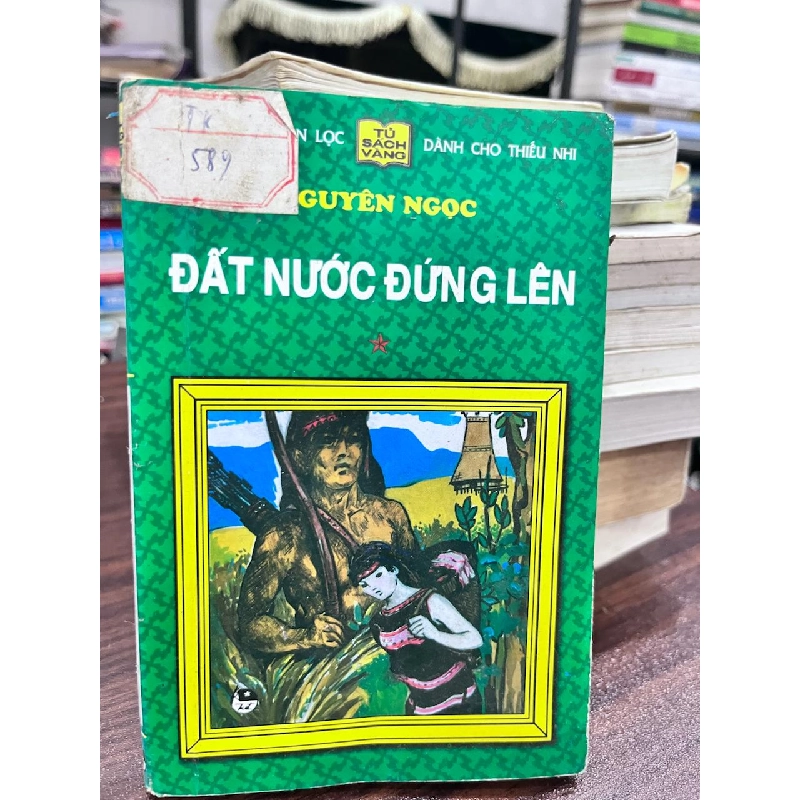 TK
589
N LỌC
TỦ
SÁCH
VÀNG
DÀNH CHO THIẾU NHI
GUYÊN NGỌC
ĐẤT NƯỚC ĐỨNG LÊN